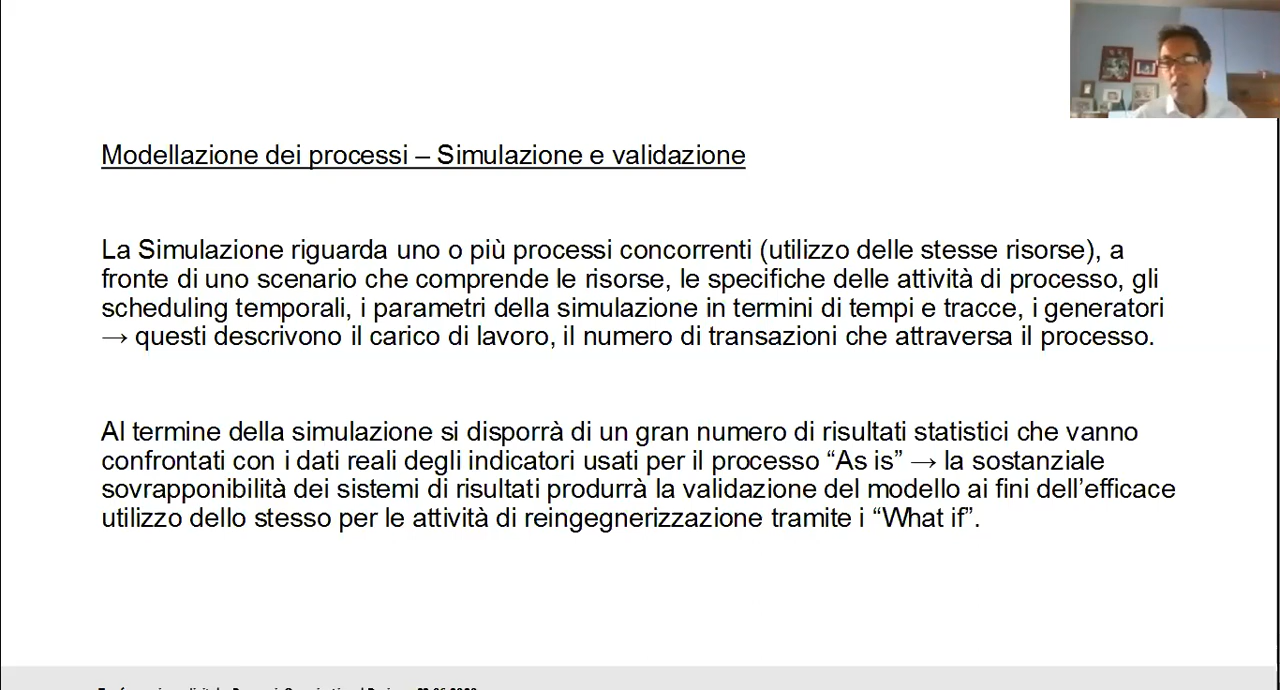 Modellazione dei processi – Simulazione e validazione
La Simulazione riguarda uno o più processi concorrenti (utilizzo delle stesse risorse), a
fronte di uno scenario che comprende le risorse, le specifiche delle attività di processo, gli
scheduling temporali, i parametri della simulazione in termini di tempi e tracce, i generatori
→ questi descrivono il carico di lavoro, il numero di transazioni che attraversa il processo.
Al termine della simulazione si disporrà di un gran numero di risultati statistici che vanno
confrontati con i dati reali degli indicatori usati per il processo “As is” → la sostanziale
sovrapponibilità dei sistemi di risultati produrrà la validazione del modello ai fini dell’efficace
utilizzo dello stesso per le attività di reingegnerizzazione tramite i “What if”.